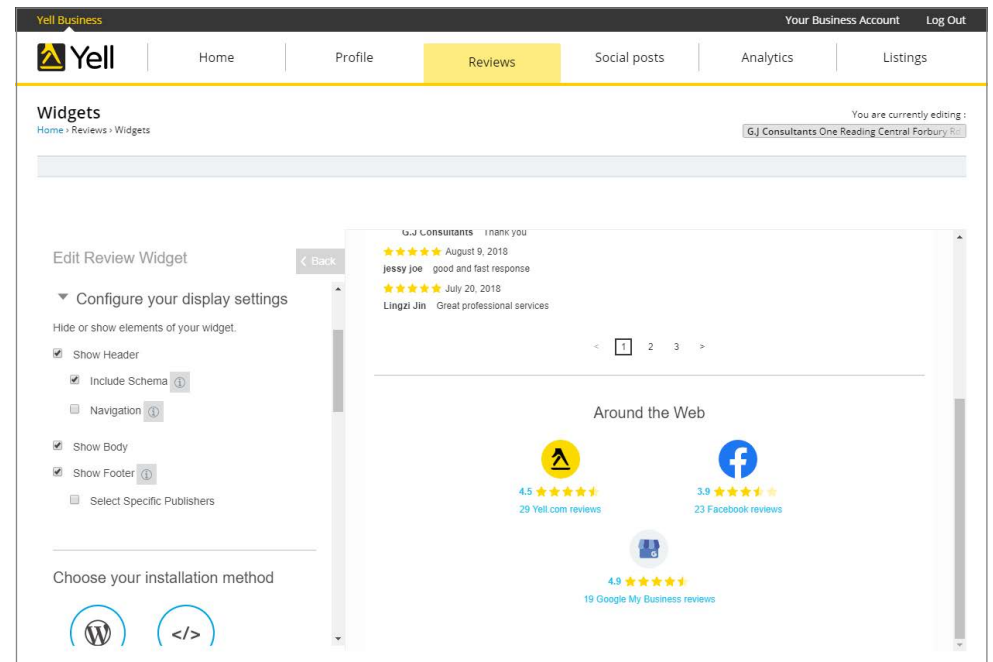 Yell Business
Your Business Account Log Out
Yell
Home Profile Reviews Social posts Analytics Listings
Widgets
Home › Reviews › Widgets
You are currently editing :
G.J Consultants One Reading Central Forbury Rd
Edit Review Widget
< Back
Configure your display settings
Hide or show elements of your widget.
Show Header
Include Schema
Navigation
Show Body
Show Footer
Select Specific Publishers
Choose your installation method
</>
G.J Consultants Thank you
August 9, 2018
jessy joe good and fast response
July 20, 2018
Lingzi Jin Great professional services
< 1 2 3 >
Around the Web
4.5
29 Yell.com reviews
3.9
23 Facebook reviews
4.9
19 Google My Business reviews